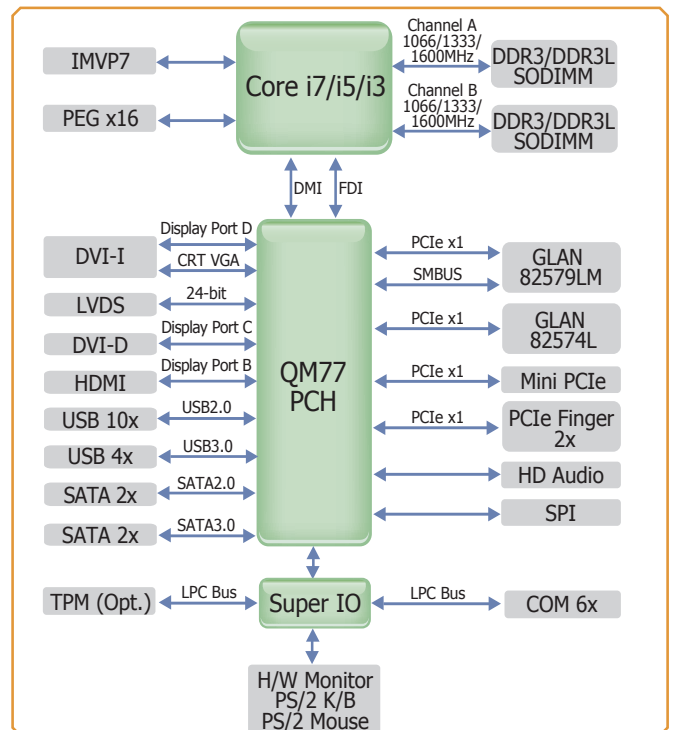 IMVP7
PEG x16
Core i7/i5/i3
Channel A
1066/1333/
1600MHz
DDR3/DDR3L
SODIMM
Channel B
1066/1333/
1600MHz
DDR3/DDR3L
SODIMM
DMI
FDI
DVI-I
Display Port D
CRT VGA
LVDS
24-bit
DVI-D
Display Port C
HDMI
Display Port B
USB 10x
USB2.0
USB 4x
USB3.0
SATA 2x
SATA2.0
SATA 2x
SATA3.0
QM77
PCH
PCIe x1
SMBUS
GLAN
82579LM
PCIe x1
GLAN
82574L
PCIe x1
Mini PCIe
PCIe x1
PCIe Finger
2x
HD Audio
SPI
TPM (Opt.)
LPC Bus
Super IO
LPC Bus
COM 6x
H/W Monitor
PS/2 K/B
PS/2 Mouse